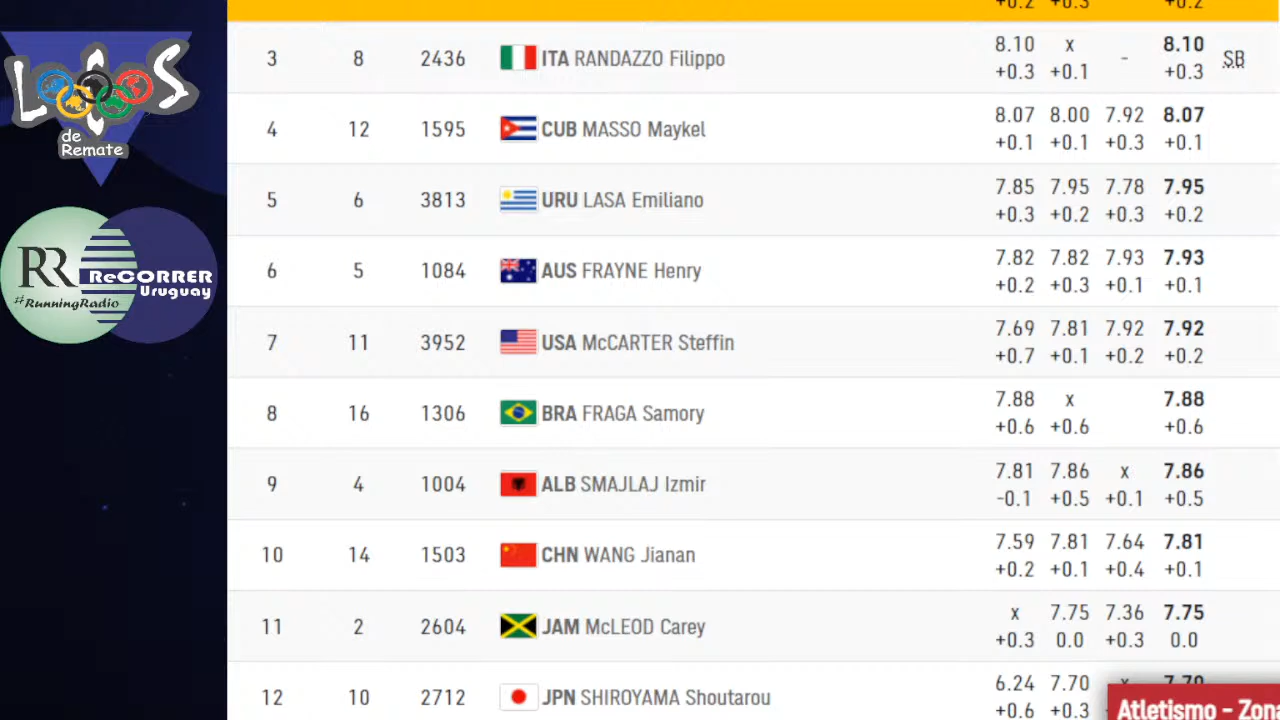 +0.2 +0.3 +0.2
3 8 2436 ITA RANDAZZO Filippo 8.10 x - 8.10 SB
+0.3 +0.1 +0.3
4 12 1595 CUB MASSO Maykel 8.07 8.00 7.92 8.07
+0.1 +0.1 +0.3 +0.1
5 6 3813 URU LASA Emiliano 7.85 7.95 7.78 7.95
+0.3 +0.2 +0.3 +0.2
6 5 1084 AUS FRAYNE Henry 7.82 7.82 7.93 7.93
+0.2 +0.3 +0.1 +0.1
7 11 3952 USA McCARTER Steffin 7.69 7.81 7.92 7.92
+0.7 +0.1 +0.2 +0.2
8 16 1306 BRA FRAGA Samory 7.88 x 7.88
+0.6 +0.6 +0.6
9 4 1004 ALB SMAJLAJ Izmir 7.81 7.86 x 7.86
-0.1 +0.5 +0.1 +0.5
10 14 1503 CHN WANG Jianan 7.59 7.81 7.64 7.81
+0.2 +0.1 +0.4 +0.1
11 2 2604 JAM McLEOD Carey x 7.75 7.36 7.75
+0.3 0.0 +0.3 0.0
12 10 2712 JPN SHIROYAMA Shoutarou 6.24 7.70 x 7.70
+0.6 +0.3
LOCOS
de
Remate
RR
#RunningRadio
ReCORRER
Uruguay
Atletismo - Zona